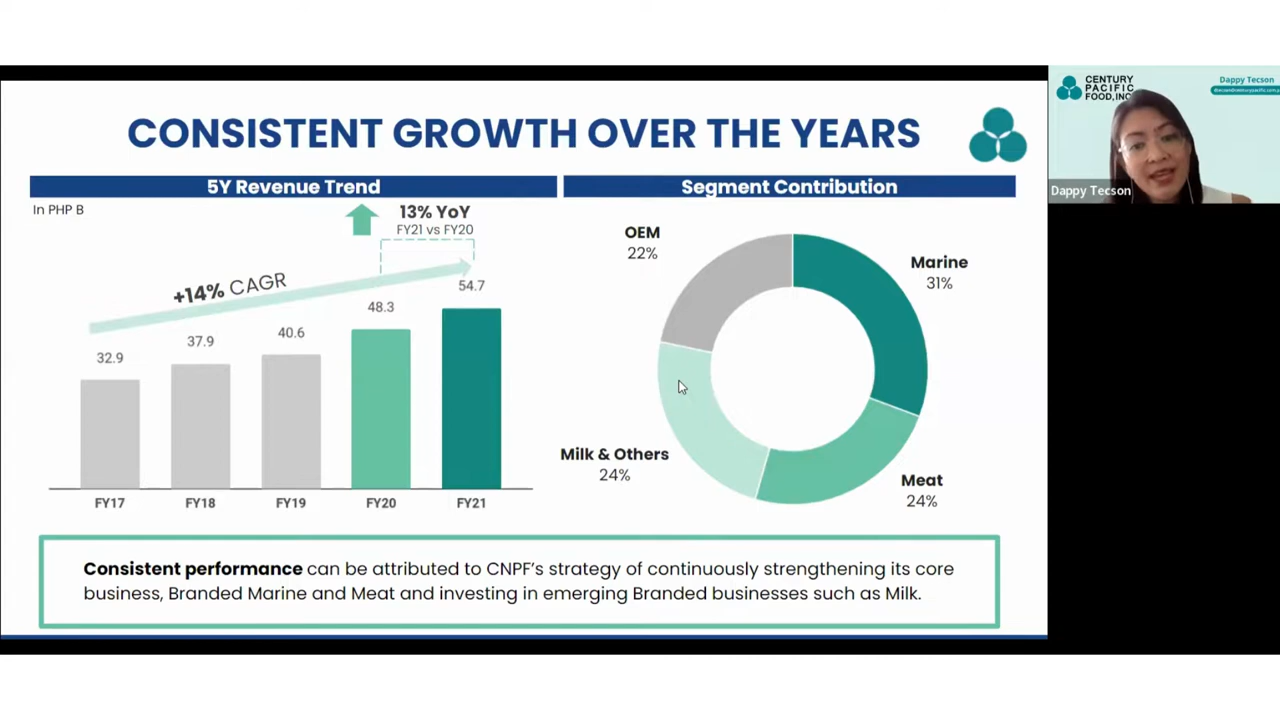 CONSISTENT GROWTH OVER THE YEARS
5Y Revenue Trend
In PHP B
13% YoY
FY21 vs FY20
+14% CAGR
32.9
37.9
40.6
48.3
54.7
FY17
FY18
FY19
FY20
FY21
Segment Contribution
OEM
22%
Marine
31%
Milk & Others
24%
Meat
24%
Consistent performance can be attributed to CNPF's strategy of continuously strengthening its core
business, Branded Marine and Meat and investing in emerging Branded businesses such as Milk.
CENTURY
PACIFIC
FOOD, INC
Dappy Tecson
Dappy Tecson